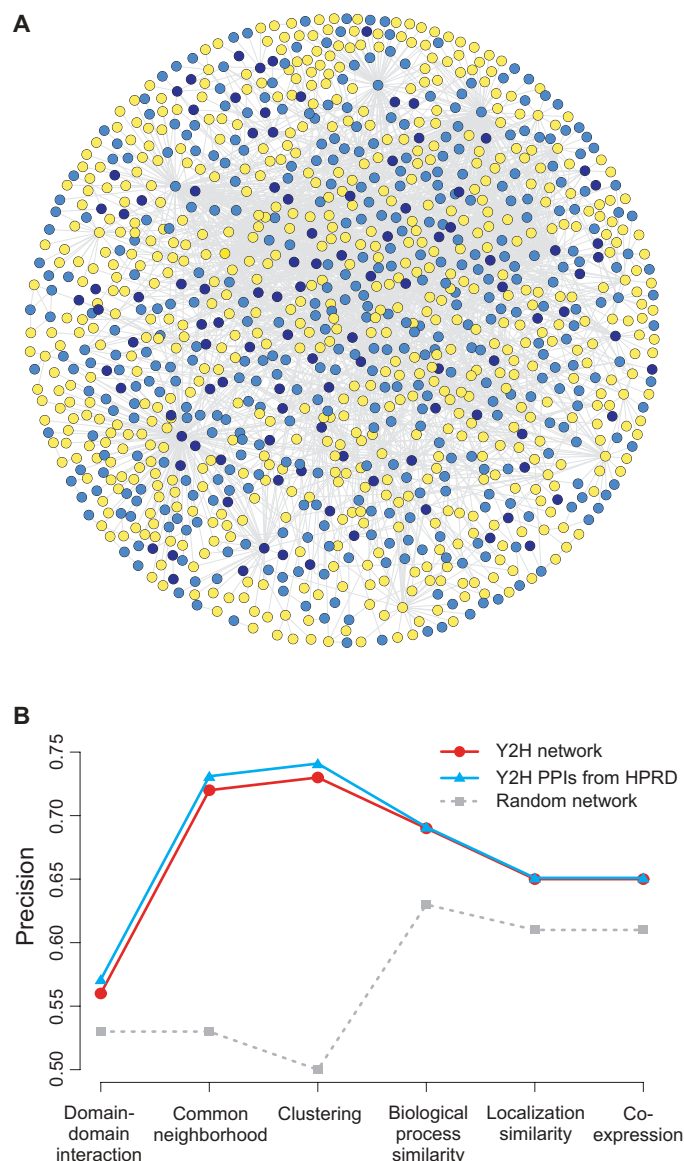 A
B
0.75
0.70
0.65
0.60
0.55
0.50
Precision
Y2H network
Y2H PPIs from HPRD
Random network
Domain-
domain
interaction
Common
neighborhood
Clustering
Biological
process
similarity
Localization
similarity
Co-
expression